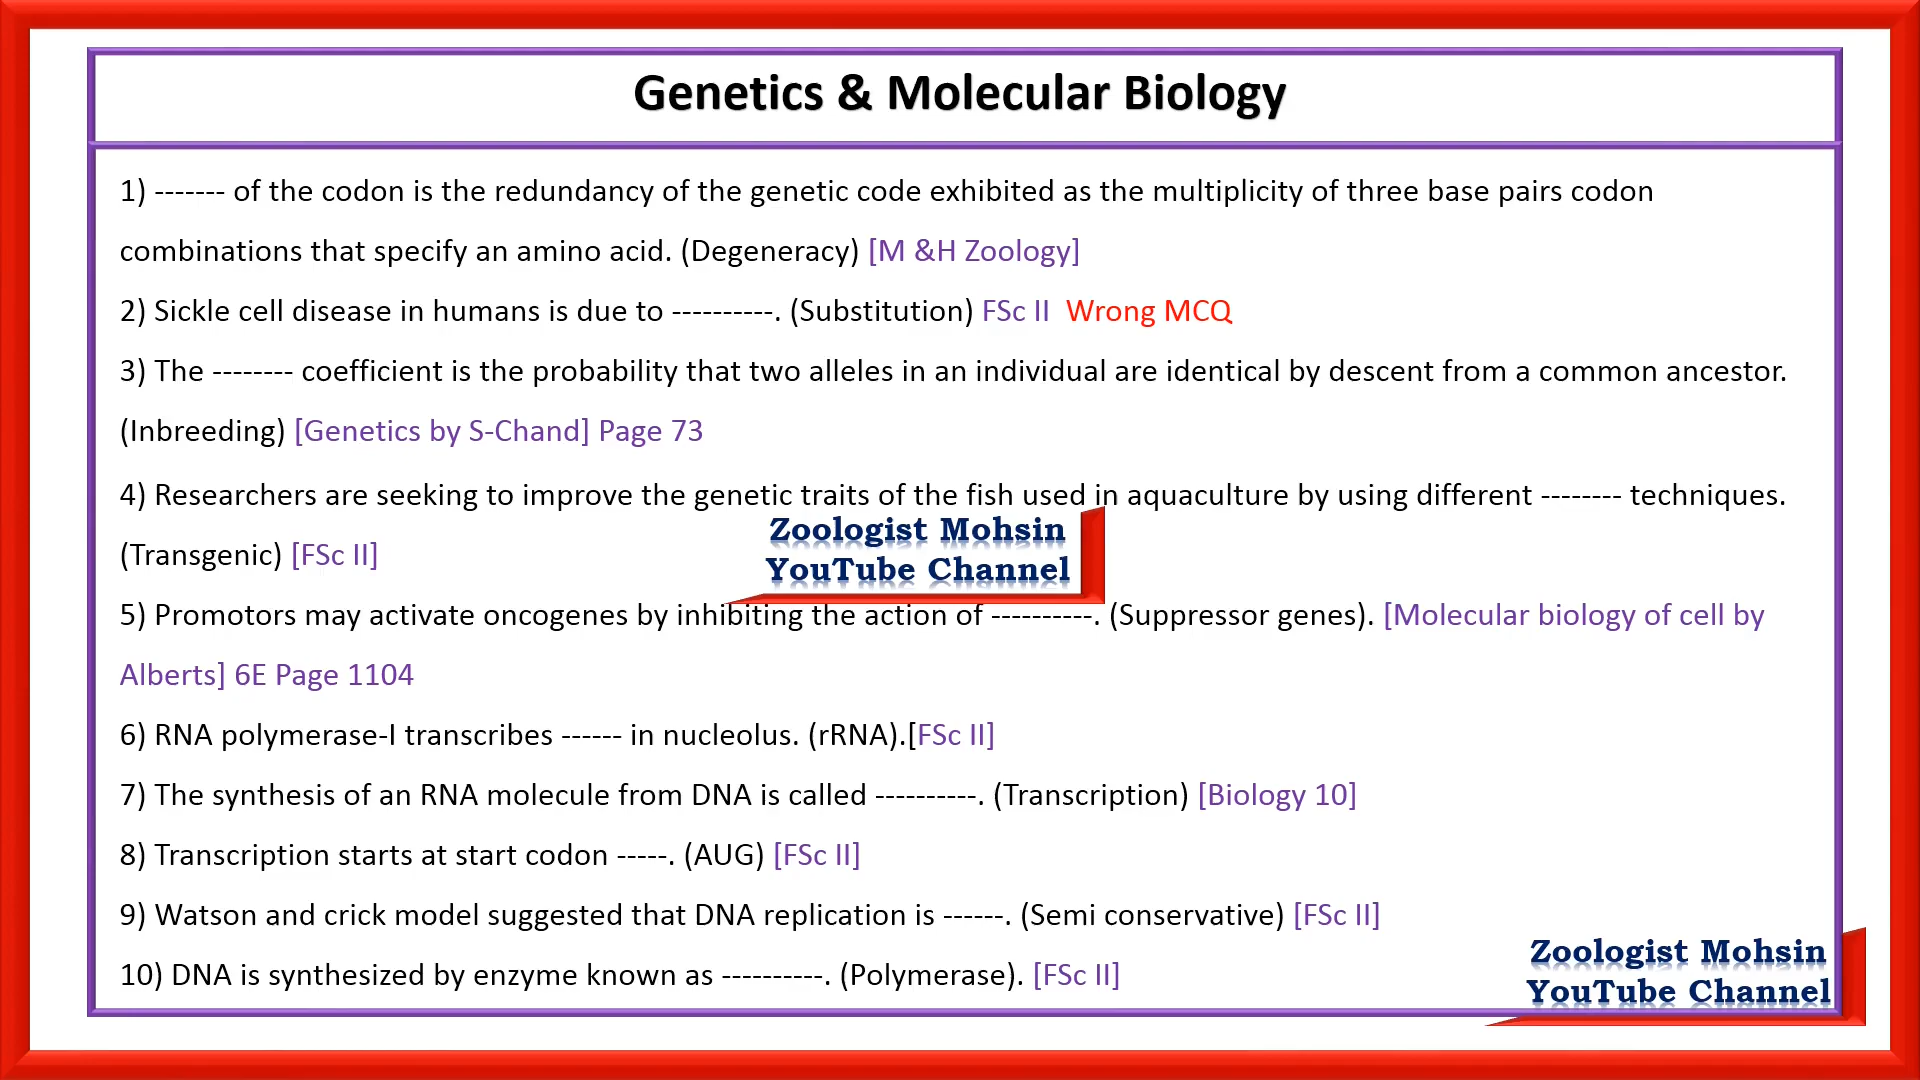 Genetics & Molecular Biology
1) ------- of the codon is the redundancy of the genetic code exhibited as the multiplicity of three base pairs codon
combinations that specify an amino acid. (Degeneracy) [M &H Zoology]
2) Sickle cell disease in humans is due to ----------. (Substitution) FSc II Wrong MCQ
3) The -------- coefficient is the probability that two alleles in an individual are identical by descent from a common ancestor.
(Inbreeding) [Genetics by S-Chand] Page 73
4) Researchers are seeking to improve the genetic traits of the fish used in aquaculture by using different -------- techniques.
(Transgenic) [FSc II]
Zoologist Mohsin
YouTube Channel
5) Promotors may activate oncogenes by inhibiting the action of ----------. (Suppressor genes). [Molecular biology of cell by
Alberts] 6E Page 1104
6) RNA polymerase-I transcribes ------ in nucleolus. (rRNA).[FSc II]
7) The synthesis of an RNA molecule from DNA is called ----------. (Transcription) [Biology 10]
8) Transcription starts at start codon -----. (AUG) [FSc II]
9) Watson and crick model suggested that DNA replication is ------. (Semi conservative) [FSc II]
10) DNA is synthesized by enzyme known as ----------. (Polymerase). [FSc II]
Zoologist Mohsin
YouTube Channel